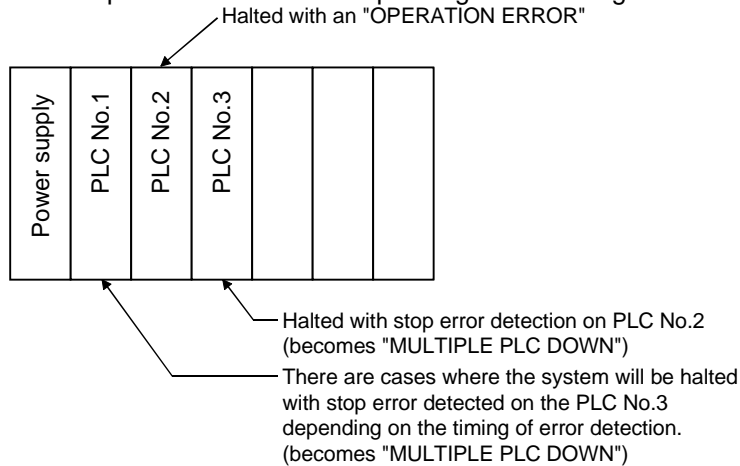 Halted with an "OPERATION ERROR"
Power supply
PLC No.1
PLC No.2
PLC No.3
Halted with stop error detection on PLC No.2
(becomes "MULTIPLE PLC DOWN")
There are cases where the system will be halted
with stop error detected on the PLC No.3
depending on the timing of error detection.
(becomes "MULTIPLE PLC DOWN")